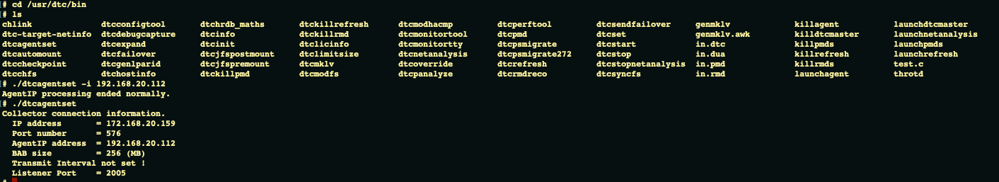 # cd /usr/dtc/bin
# ls
chlink dtcconfigtool dtchrdb_maths dtckillrefresh dtcmodhacmp dtcperftool dtcsendfailover genmklv killagent launchdtcmaster
dtc-target-netinfo dtcdebugcapture dtcinfo dtckillrmd dtcmonitortool dtcpmd dtcset genmklv.awk killdtcmaster launchnetanalysis
dtcagentset dtcexpand dtcinit dtclicinfo dtcmonitortty dtcpsmigrate dtcstart in.dtc killpmds launchpmds
dtcautomount dtcfailover dtcjfspostmount dtclimitsize dtcnetanalysis dtcpsmigrate272 dtcstop in.dua killrefresh launchrefresh
dtccheckpoint dtcgenlparid dtcjfspremount dtcmklv dtcoverride dtcrefresh dtcstopnetanalysis in.pmd killrmds test.c
dtcchfs dtchostinfo dtckillpmd dtcmodfs dtcpanalyze dtcrmdreco dtcsyncfs in.rmd launchagent throtd
# ./dtcagentset -i 192.168.20.112
AgentIP processing ended normally.
# ./dtcagentset
Collector connection information.
IP address = 172.168.20.159
Port number = 576
AgentIP address = 192.168.20.112
BAB size = 256 (MB)
Transmit Interval not set !
Listener Port = 2005
#